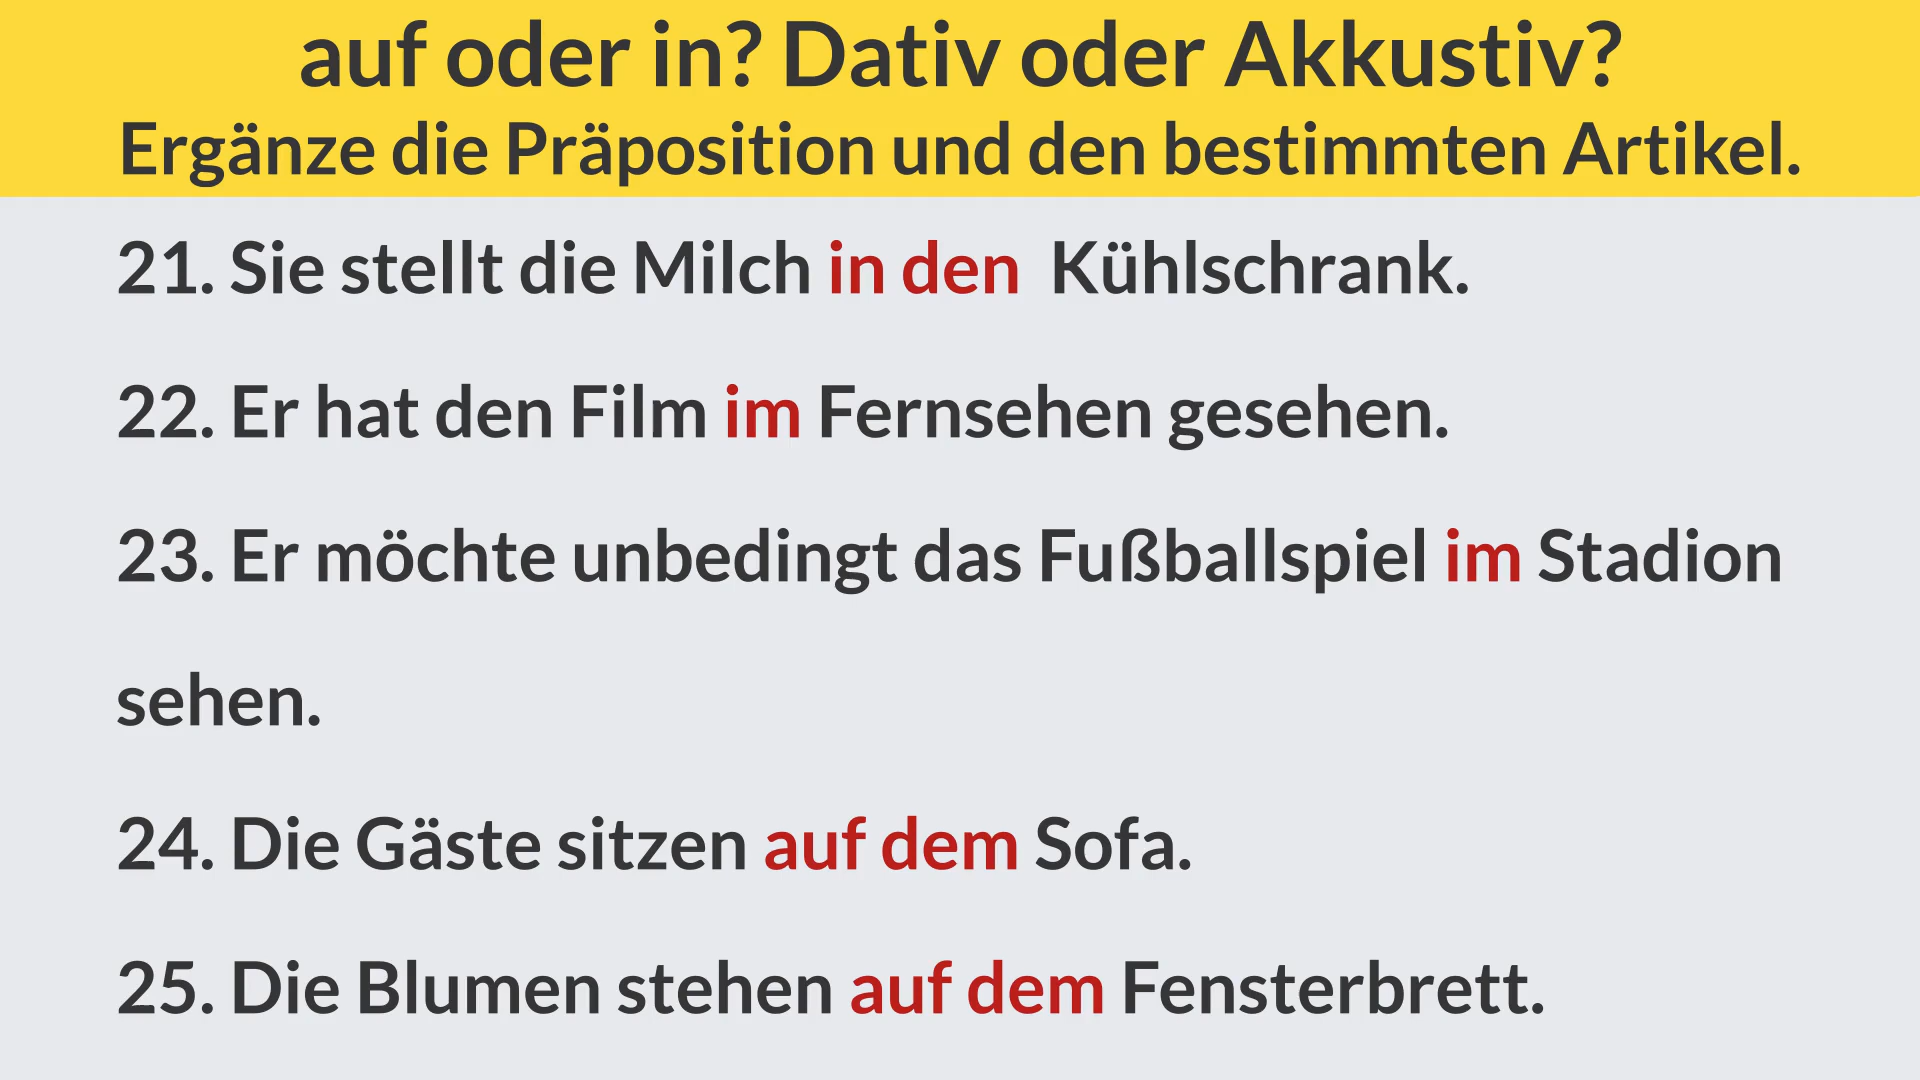 auf oder in? Dativ oder Akkustiv?
Ergänze die Präposition und den bestimmten Artikel.
21. Sie stellt die Milch in den Kühlschrank.
22. Er hat den Film im Fernsehen gesehen.
23. Er möchte unbedingt das Fußballspiel im Stadion
sehen.
24. Die Gäste sitzen auf dem Sofa.
25. Die Blumen stehen auf dem Fensterbrett.